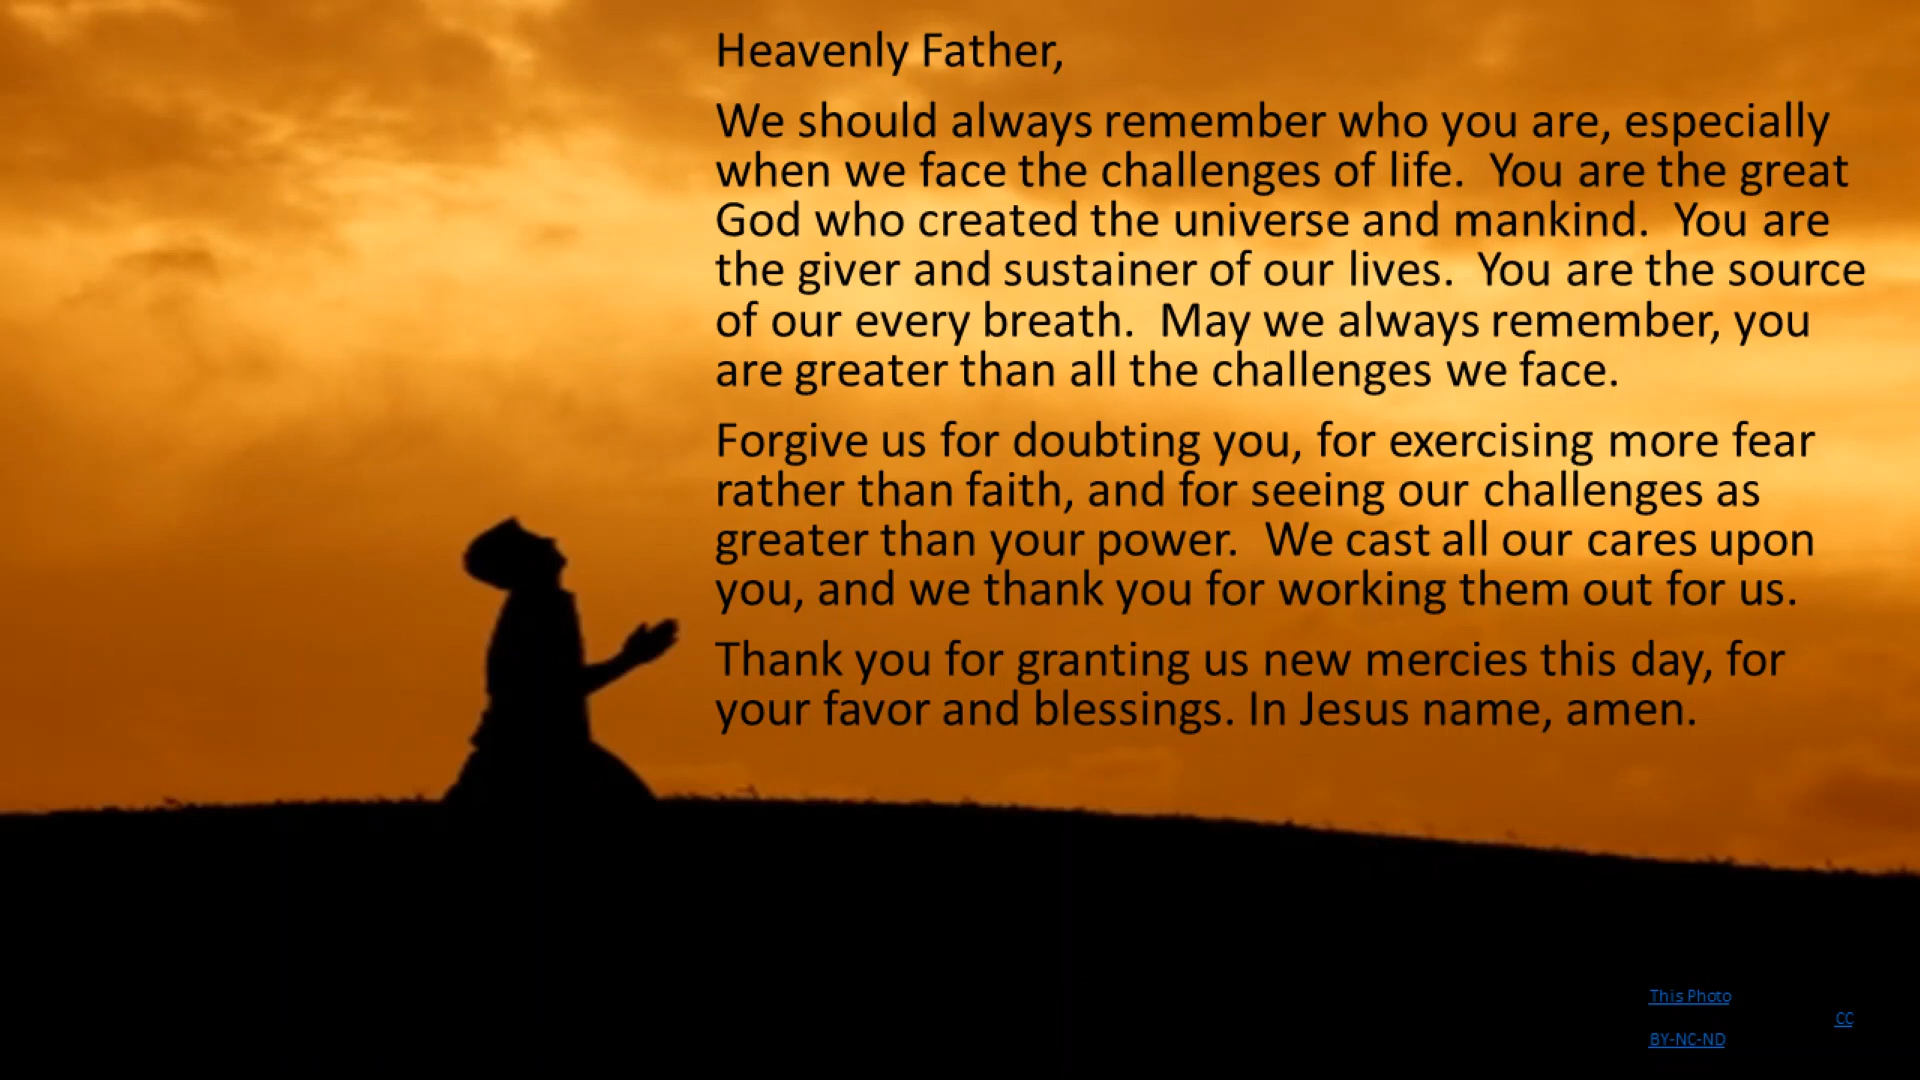 Heavenly Father,
We should always remember who you are, especially
when we face the challenges of life.  You are the great
God who created the universe and mankind.  You are
the giver and sustainer of our lives.  You are the source
of our every breath.  May we always remember, you
are greater than all the challenges we face.
Forgive us for doubting you, for exercising more fear
rather than faith, and for seeing our challenges as
greater than your power.  We cast all our cares upon
you, and we thank you for working them out for us.
Thank you for granting us new mercies this day, for
your favor and blessings. In Jesus name, amen.
This Photo
CC
BY-NC-ND